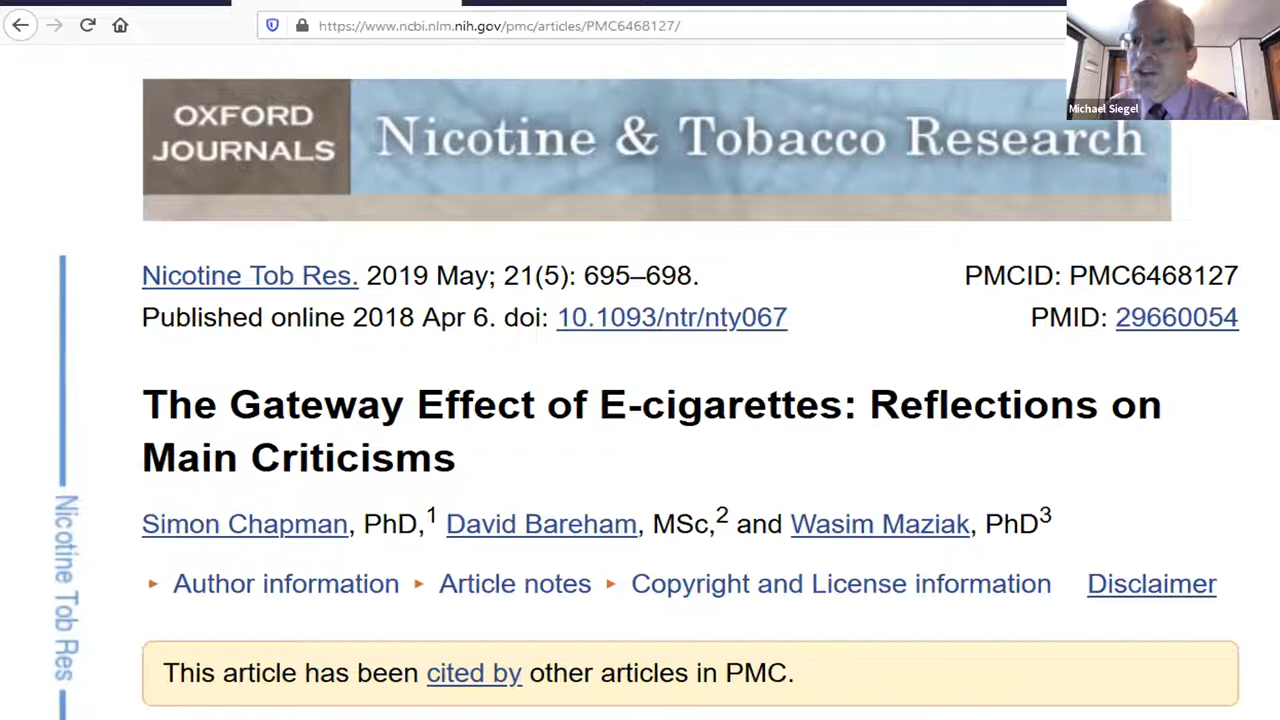 https://www.ncbi.nlm.nih.gov/pmc/articles/PMC6468127/
Michael Siegel
OXFORD
JOURNALS
Nicotine & Tobacco Research
Nicotine Tob Res. 2019 May; 21(5): 695–698.
PMCID: PMC6468127
Published online 2018 Apr 6. doi: 10.1093/ntr/nty067
PMID: 29660054
The Gateway Effect of E-cigarettes: Reflections on
Main Criticisms
Simon Chapman, PhD,1 David Bareham, MSc,2 and Wasim Maziak, PhD3
Author information Article notes Copyright and License information Disclaimer
This article has been cited by other articles in PMC.
Nicotine Tob Res